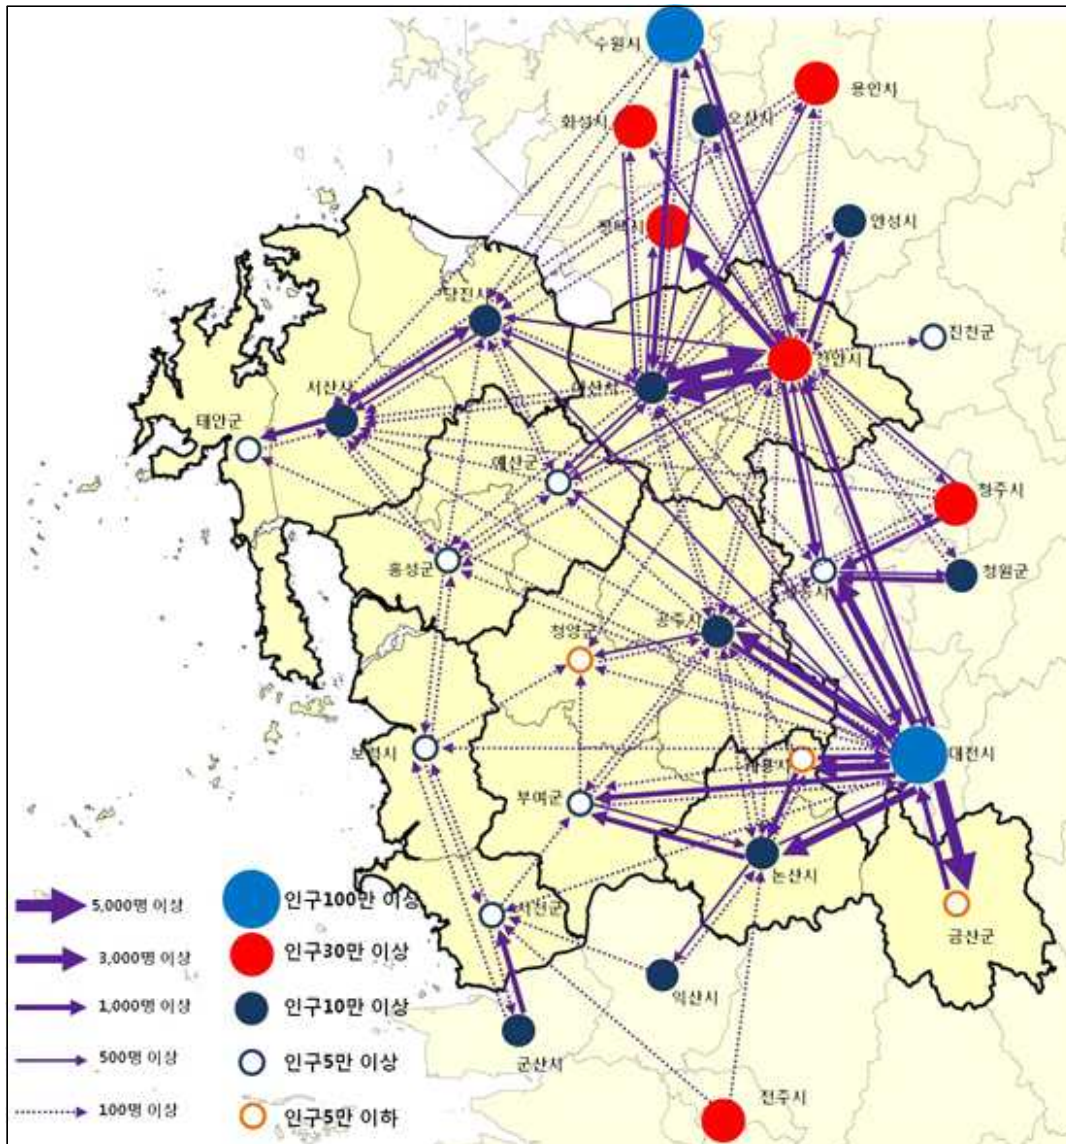 수원시
용인시
화성시
오산시
안성시
당진시
진천군
천안시
아산시
서산시
태안군
예산군
청주시
홍성군
청원군
공주시
청양군
대전시
보령시
부여군
논산시
서천군
금산군
익산시
군산시
전주시
5,000명 이상
3,000명 이상
1,000명 이상
500명 이상
100명 이상
인구100만 이상
인구30만 이상
인구10만 이상
인구5만 이상
인구5만 이하